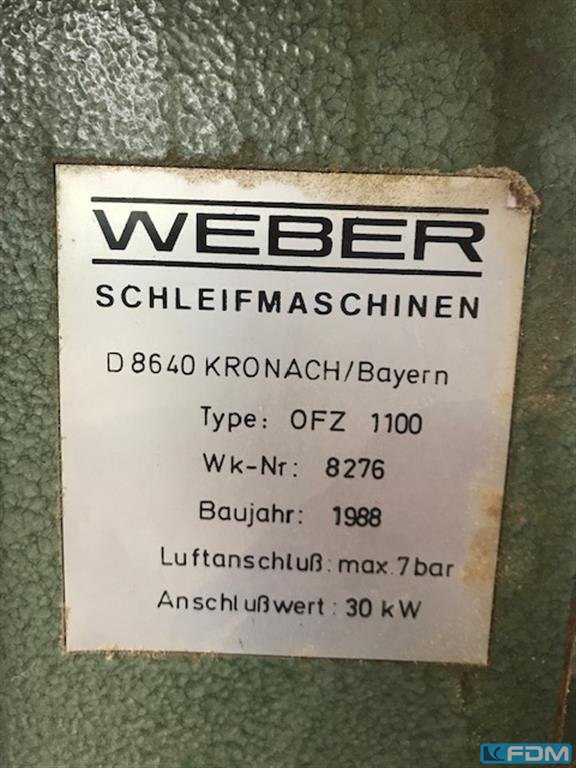 WEBER
SCHLEIFMASCHINEN
D 8640 KRONACH/Bayern
Type: OFZ 1100
Wk-Nr: 8276
Baujahr: 1988
Luftanschluß: max. 7 bar
Anschlußwert: 30 kW
FDM